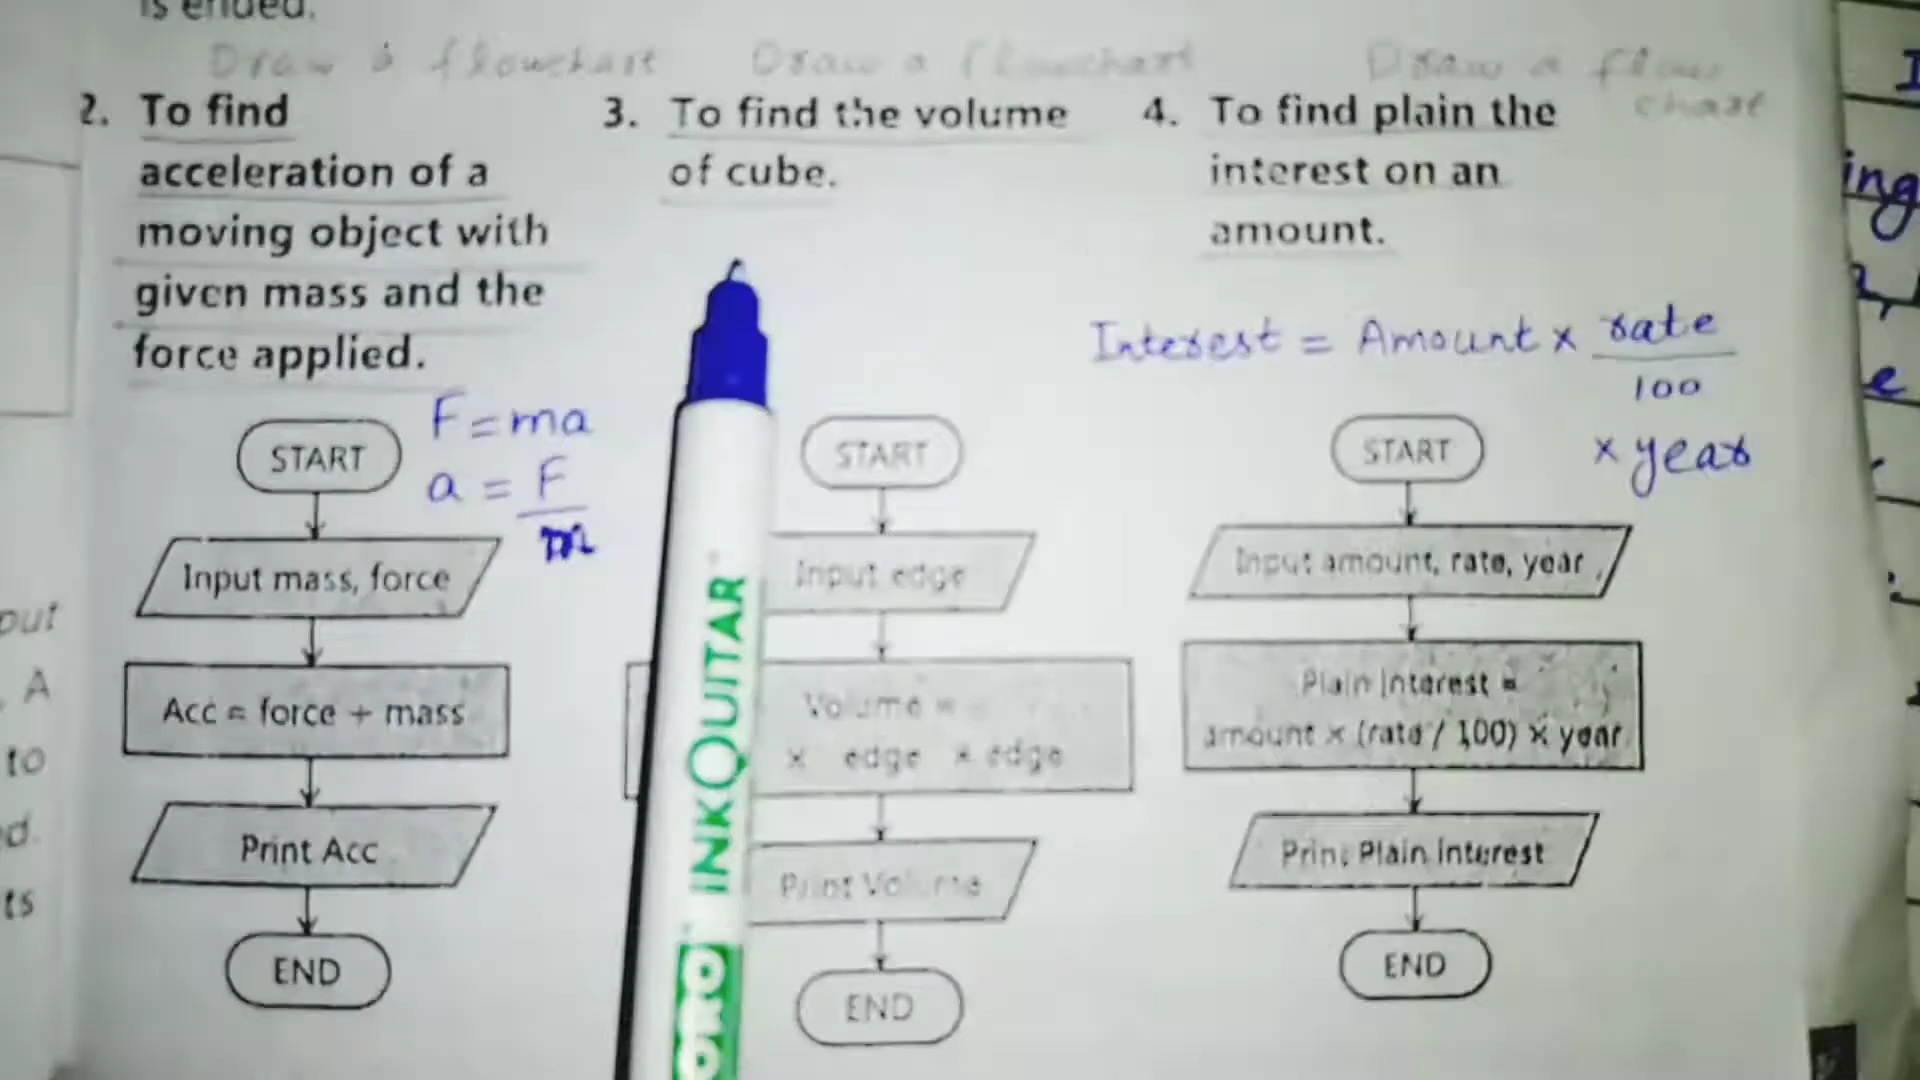 is ended.
Draw a flowchart
2. To find
acceleration of a
moving object with
given mass and the
force applied.
F = ma
a = F
m
START
Input mass, force
Acc = force ÷ mass
Print Acc
END
Draw a flowchart
3. To find the volume
of cube.
START
Input edge
Volume =
× edge × edge
Print Volume
END
Draw a flow
chart
4. To find plain the
interest on an
amount.
Interest = Amount × rate
100
× year
START
Input amount, rate, year
Plain Interest =
amount × (rate / 100) × year
Print Plain interest
END
INKQUITAR
ORO
put
A
to
d.
ts
ing
e